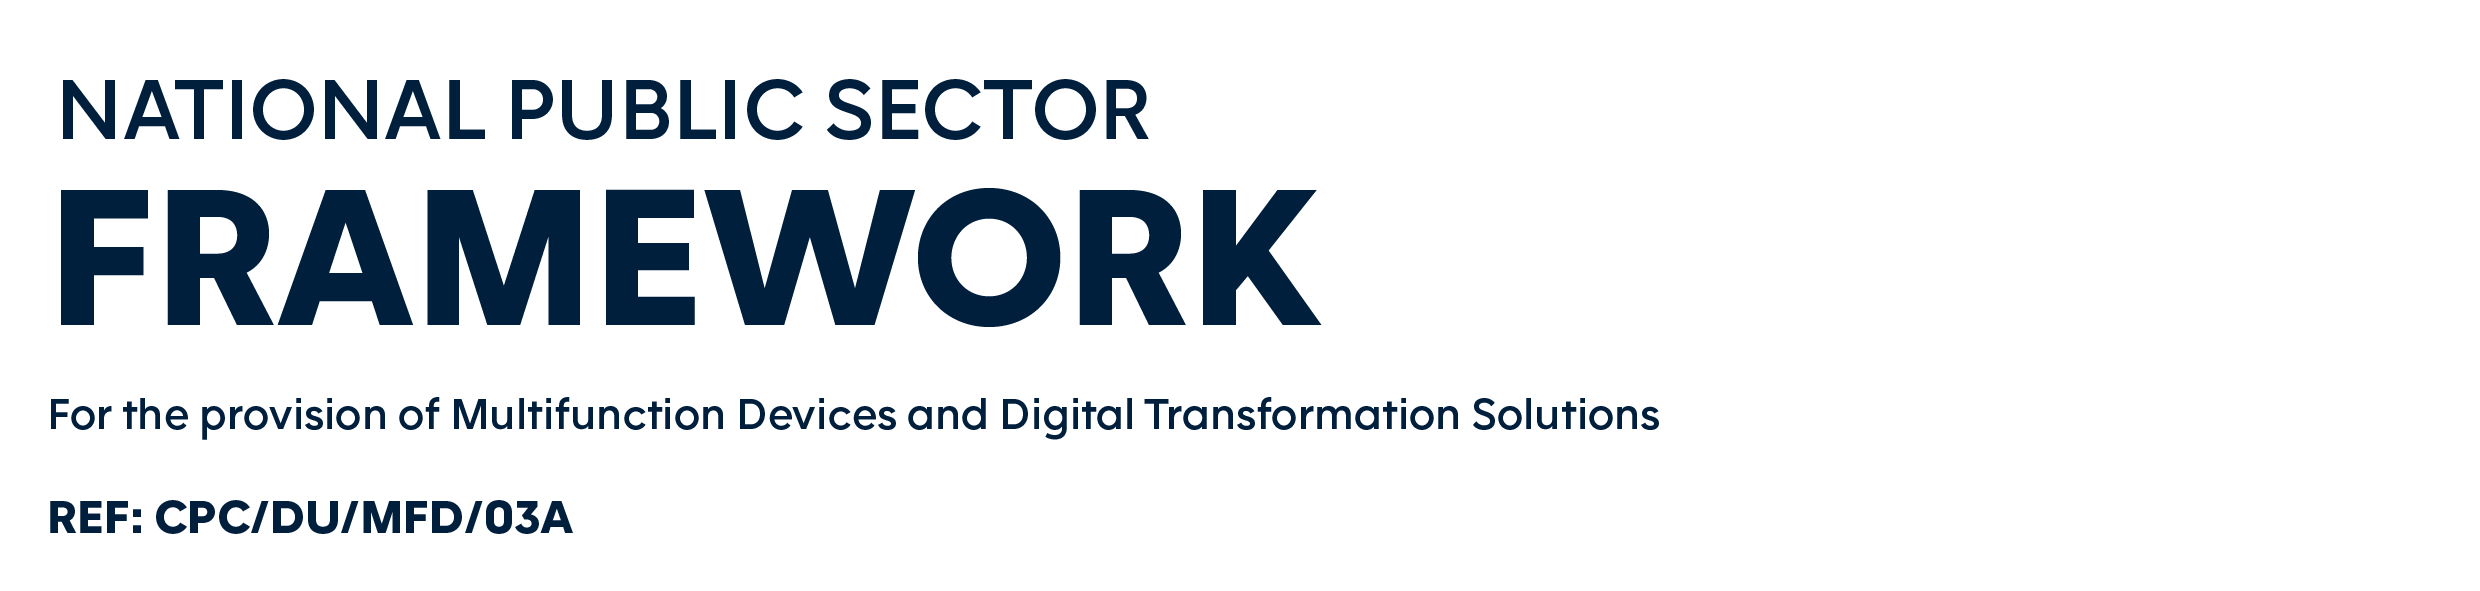 NATIONAL PUBLIC SECTOR
FRAMEWORK
For the provision of Multifunction Devices and Digital Transformation Solutions
REF: CPC/DU/MFD/03A